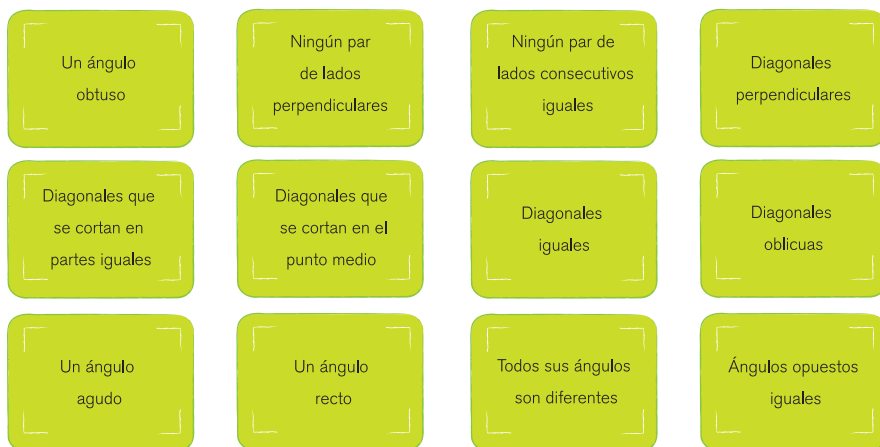 Un ángulo
obtuso
Ningún par
de lados
perpendiculares
Ningún par de
lados consecutivos
iguales
Diagonales
perpendiculares
Diagonales que
se cortan en
partes iguales
Diagonales que
se cortan en el
punto medio
Diagonales
iguales
Diagonales
oblicuas
Un ángulo
agudo
Un ángulo
recto
Todos sus ángulos
son diferentes
Ángulos opuestos
iguales